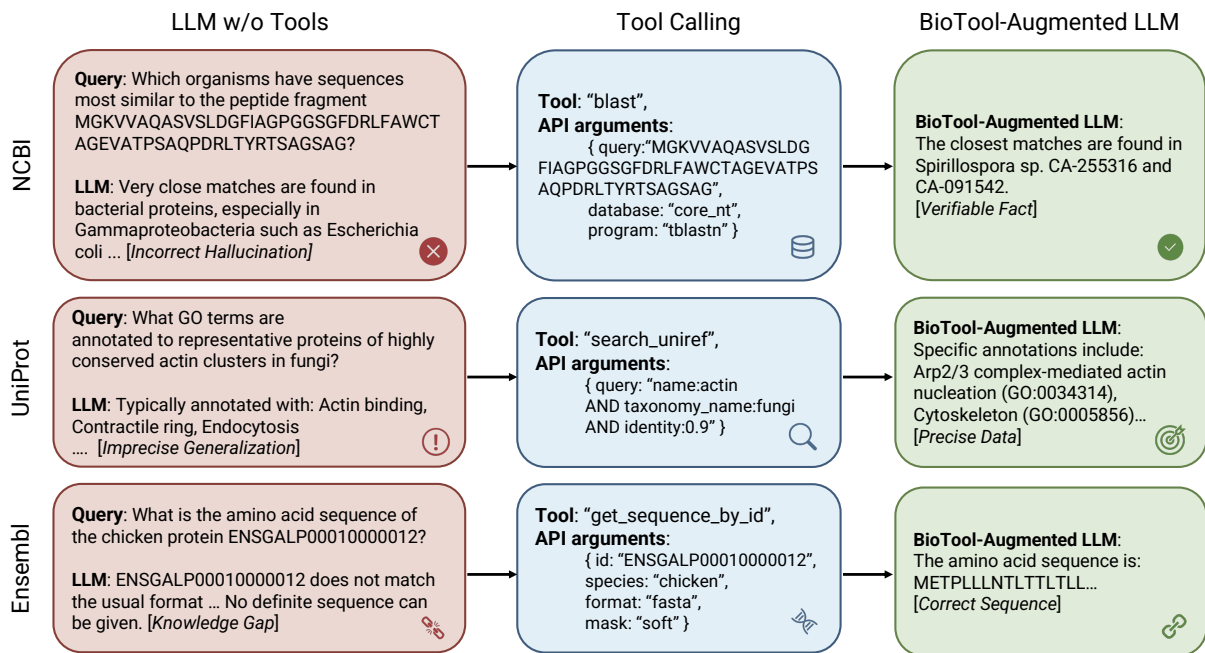 LLM w/o Tools
Tool Calling
BioTool-Augmented LLM
NCBI
Query: Which organisms have sequences
most similar to the peptide fragment
MGKVVAQASVSLDGFIAGPGGSGFDRLFAWCT
AGEVATPSAQPDRLTYRTSAGSAG?
LLM: Very close matches are found in
bacterial proteins, especially in
Gammaproteobacteria such as Escherichia
coli ... [Incorrect Hallucination]
Tool: “blast”,
API arguments:
{ query:“MGKVVAQASVSLDG
FIAGPGGSGFDRLFAWCTAGEVATPS
AQPDRLTYRTSAGSAG”,
database: “core_nt”,
program: “tblastn” }
BioTool-Augmented LLM:
The closest matches are found in
Spirillospora sp. CA-255316 and
CA-091542.
[Verifiable Fact]
UniProt
Query: What GO terms are
annotated to representative proteins of highly
conserved actin clusters in fungi?
LLM: Typically annotated with: Actin binding,
Contractile ring, Endocytosis
.... [Imprecise Generalization]
Tool: “search_uniref”,
API arguments:
{ query: “name:actin
AND taxonomy_name:fungi
AND identity:0.9” }
BioTool-Augmented LLM:
Specific annotations include:
Arp2/3 complex-mediated actin
nucleation (GO:0034314),
Cytoskeleton (GO:0005856)...
[Precise Data]
Ensembl
Query: What is the amino acid sequence of
the chicken protein ENSGALP00010000012?
LLM: ENSGALP00010000012 does not match
the usual format ... No definite sequence can
be given. [Knowledge Gap]
Tool: “get_sequence_by_id”,
API arguments:
{ id: “ENSGALP00010000012”,
species: “chicken”,
format: “fasta”,
mask: “soft” }
BioTool-Augmented LLM:
The amino acid sequence is:
METPLLLNTLTTLTLL...
[Correct Sequence]